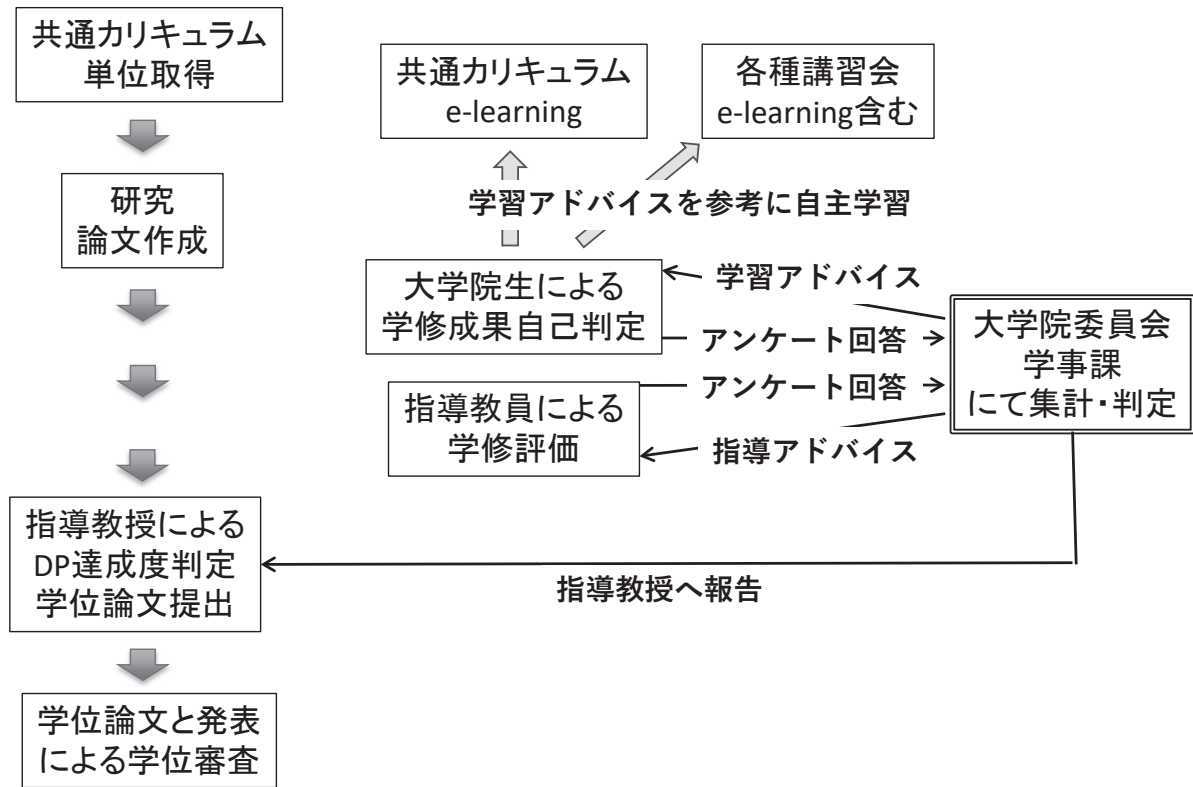 共通カリキュラム
単位取得
研究
論文作成
指導教授による
DP達成度判定
学位論文提出
学位論文と発表
による学位審査
共通カリキュラム
e-learning
各種講習会
e-learning含む
学習アドバイスを参考に自主学習
大学院生による
学修成果自己判定
指導教員による
学修評価
学習アドバイス
アンケート回答
アンケート回答
指導アドバイス
大学院委員会
学事課
にて集計・判定
指導教授へ報告